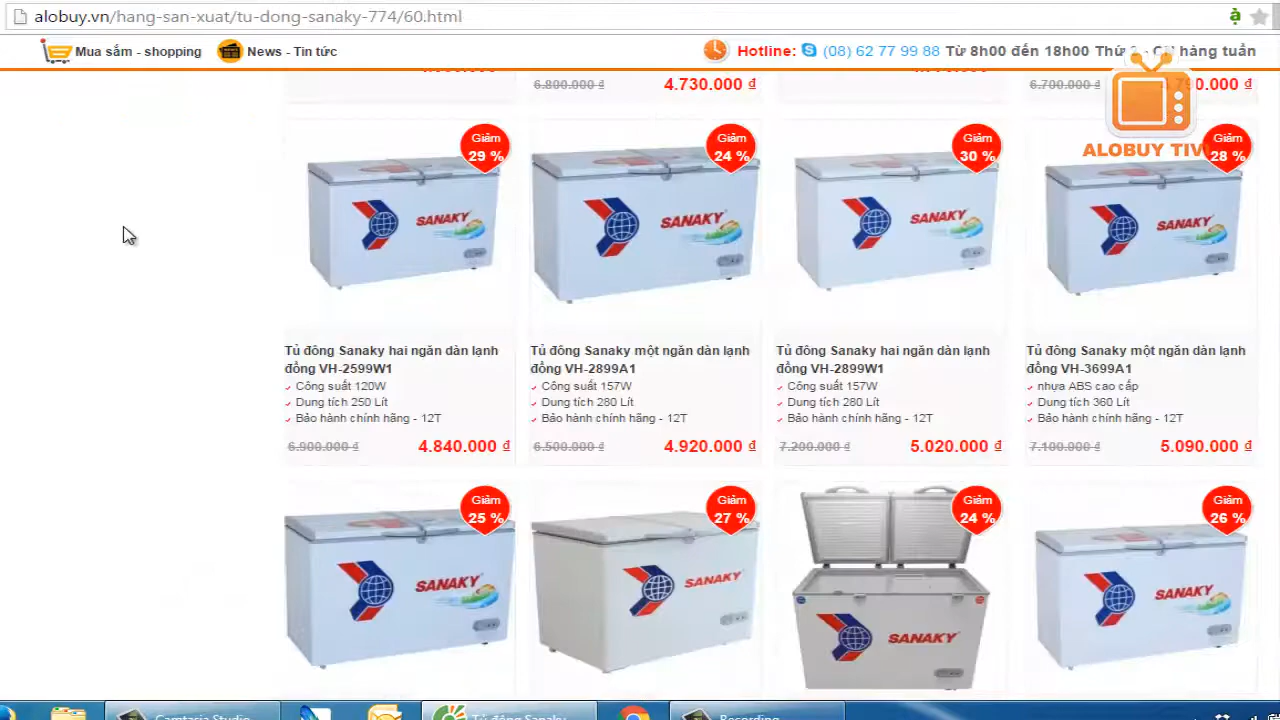 alobuy.vn/hang-san-xuat/tu-dong-sanaky-774/60.html
Mua sắm - shopping
News - Tin tức
Hotline: (08) 62 77 99 88 Từ 8h00 đến 18h00 Thứ 2 - CN hàng tuần
6.800.000 ₫ 4.730.000 ₫
6.700.000 ₫ 4.790.000 ₫
ALOBUY TIVI
Giảm 29 %
Giảm 24 %
Giảm 30 %
Giảm 28 %
SANAKY
SANAKY
SANAKY
SANAKY
Tủ đông Sanaky hai ngăn dàn lạnh
đồng VH-2599W1
Công suất 120W
Dung tích 250 Lít
Bảo hành chính hãng - 12T
6.900.000 ₫ 4.840.000 ₫
Tủ đông Sanaky một ngăn dàn lạnh
đồng VH-2899A1
Công suất 157W
Dung tích 280 Lít
Bảo hành chính hãng - 12T
6.500.000 ₫ 4.920.000 ₫
Tủ đông Sanaky hai ngăn dàn lạnh
đồng VH-2899W1
Công suất 157W
Dung tích 280 Lít
Bảo hành chính hãng - 12T
7.200.000 ₫ 5.020.000 ₫
Tủ đông Sanaky một ngăn dàn lạnh
đồng VH-3699A1
nhựa ABS cao cấp
Dung tích 360 Lít
Bảo hành chính hãng - 12T
7.100.000 ₫ 5.090.000 ₫
Giảm 25 %
Giảm 27 %
Giảm 24 %
Giảm 26 %
SANAKY
SANAKY
SANAKY
SANAKY
Camtasia Studio
Tủ đông Sanaky
Recording